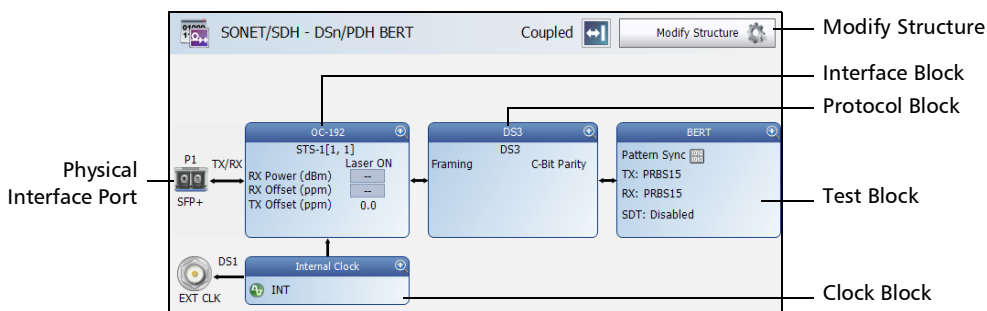 SONET/SDH - DSn/PDH BERT
Coupled
Modify Structure
Modify Structure
Interface Block
Protocol Block
Physical
Interface Port
Test Block
Clock Block
P1
TX/RX
SFP+
OC-192
STS-1[1, 1]
Laser ON
RX Power (dBm) --
RX Offset (ppm) --
TX Offset (ppm) 0.0
DS3
DS3
Framing C-Bit Parity
BERT
Pattern Sync
TX: PRBS15
RX: PRBS15
SDT: Disabled
DS1
EXT CLK
Internal Clock
INT